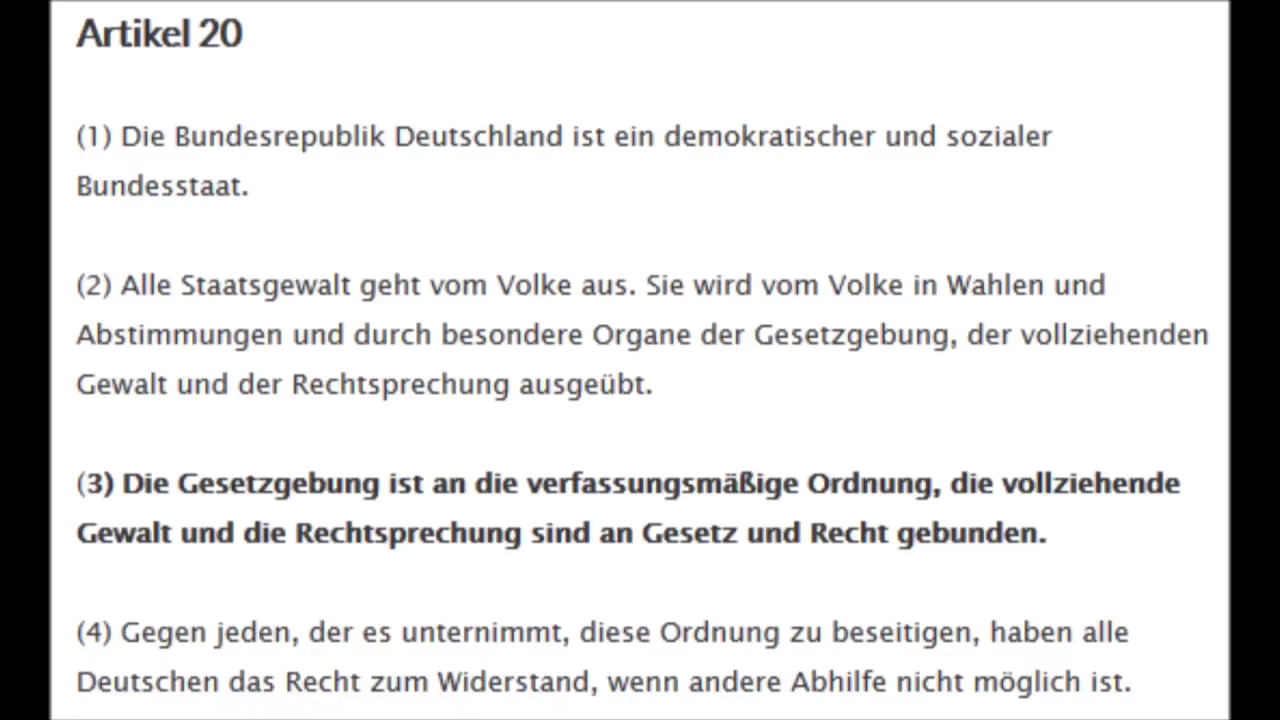 Artikel 20
(1) Die Bundesrepublik Deutschland ist ein demokratischer und sozialer
Bundesstaat.
(2) Alle Staatsgewalt geht vom Volke aus. Sie wird vom Volke in Wahlen und
Abstimmungen und durch besondere Organe der Gesetzgebung, der vollziehenden
Gewalt und der Rechtsprechung ausgeübt.
(3) Die Gesetzgebung ist an die verfassungsmäßige Ordnung, die vollziehende
Gewalt und die Rechtsprechung sind an Gesetz und Recht gebunden.
(4) Gegen jeden, der es unternimmt, diese Ordnung zu beseitigen, haben alle
Deutschen das Recht zum Widerstand, wenn andere Abhilfe nicht möglich ist.